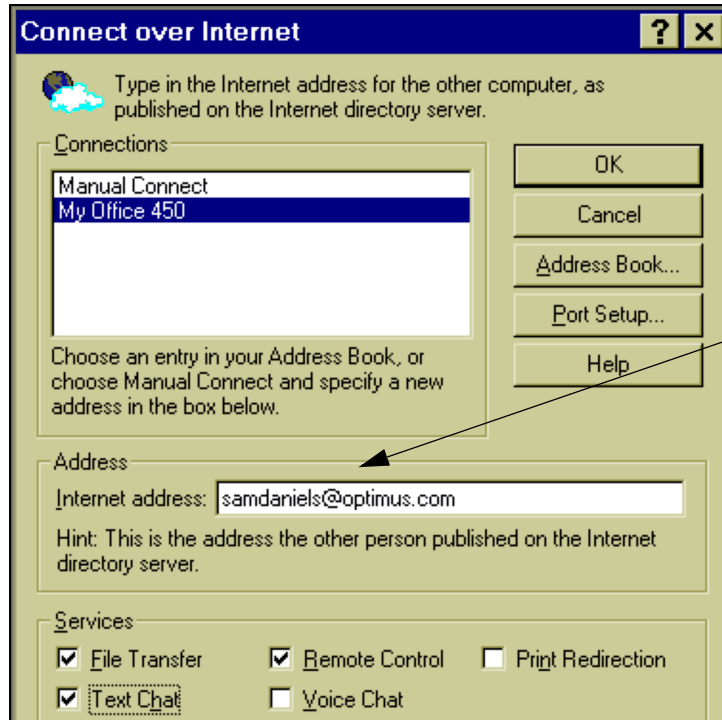 Connect over Internet
Type in the Internet address for the other computer, as
published on the Internet directory server.
Connections
Manual Connect
My Office 450
Choose an entry in your Address Book, or
choose Manual Connect and specify a new
address in the box below.
OK
Cancel
Address Book...
Port Setup...
Help
Address
Internet address: samdaniels@optimus.com
Hint: This is the address the other person published on the Internet
directory server.
Services
File Transfer Remote Control Print Redirection
Text Chat Voice Chat